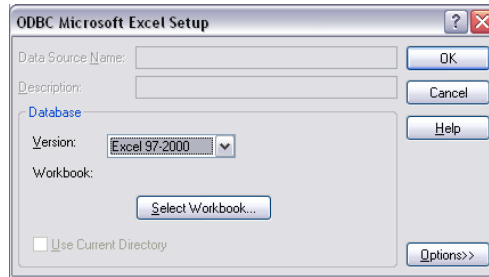 ODBC Microsoft Excel Setup
Data Source Name:
OK
Description:
Cancel
Database
Help
Version:
Excel 97-2000
Workbook:
Select Workbook...
Use Current Directory
Options>>